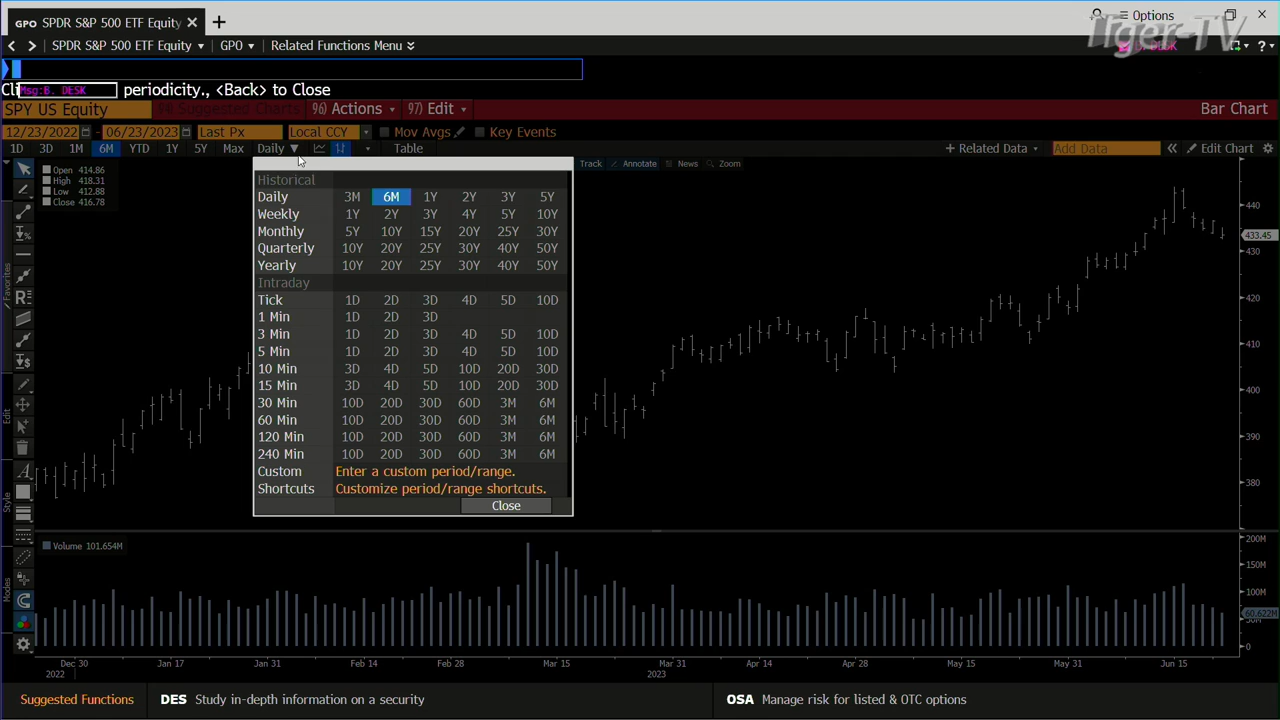 GPO SPDR S&P 500 ETF Equity
Options
SPDR S&P 500 ETF Equity GPO Related Functions Menu
Tiger-TV
DESK
Msg:B. DESK
periodicity., <Back> to Close
SPY US Equity 94) Suggested Charts 96) Actions 97) Edit Bar Chart
12/23/2022 - 06/23/2023 Last Px Local CCY Mov Avgs Key Events
1D 3D 1M 6M YTD 1Y 5Y Max Daily Table + Related Data Add Data Edit Chart
Track Annotate News Zoom
Open 414.86
High 418.31
Low 412.88
Close 416.78
Historical
Daily 3M 6M 1Y 2Y 3Y 5Y
Weekly 1Y 2Y 3Y 4Y 5Y 10Y
Monthly 5Y 10Y 15Y 20Y 25Y 30Y
Quarterly 10Y 20Y 25Y 30Y 40Y 50Y
Yearly 10Y 20Y 25Y 30Y 40Y 50Y
Intraday
Tick 1D 2D 3D 4D 5D 10D
1 Min 1D 2D 3D
3 Min 1D 2D 3D 4D 5D 10D
5 Min 1D 2D 3D 4D 5D 10D
10 Min 3D 4D 5D 10D 20D 30D
15 Min 3D 4D 5D 10D 20D 30D
30 Min 10D 20D 30D 60D 3M 6M
60 Min 10D 20D 30D 60D 3M 6M
120 Min 10D 20D 30D 60D 3M 6M
240 Min 10D 20D 30D 60D 3M 6M
Custom Enter a custom period/range.
Shortcuts Customize period/range shortcuts.
Close
440
433.45
430
420
410
400
390
380
Favorites
Edit
Style
Modes
Volume 101.654M
200M
150M
100M
60.622M
50M
0
Dec 30 Jan 17 Jan 31 Feb 14 Feb 28 Mar 15 Mar 31 Apr 14 Apr 28 May 15 May 31 Jun 15
2022 2023
Suggested Functions DES Study in-depth information on a security OSA Manage risk for listed & OTC options